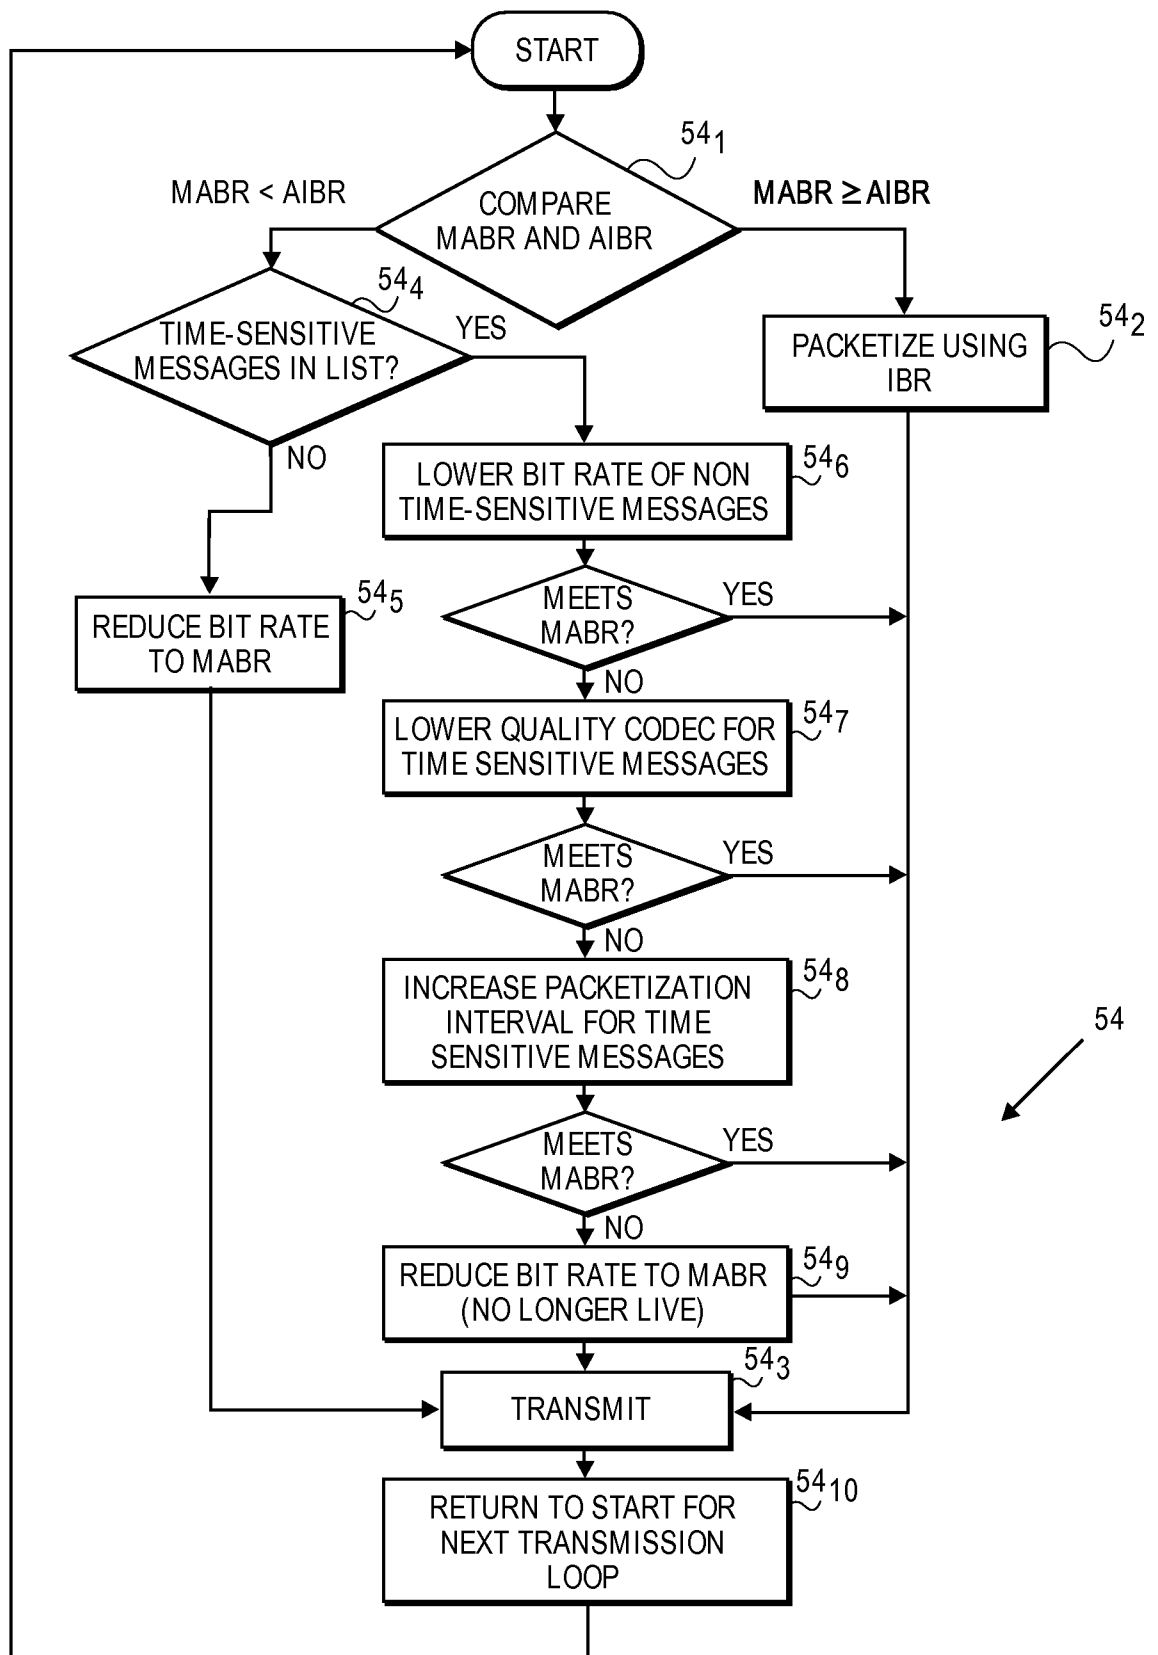 START
54₁
MABR < AIBR
MABR ≥ AIBR
COMPARE
MABR AND AIBR
54₄
TIME-SENSITIVE
MESSAGES IN LIST?
YES
NO
54₂
PACKETIZE USING
IBR
54₆
LOWER BIT RATE OF NON
TIME-SENSITIVE MESSAGES
MEETS
MABR?
YES
NO
54₅
REDUCE BIT RATE
TO MABR
54₇
LOWER QUALITY CODEC FOR
TIME SENSITIVE MESSAGES
MEETS
MABR?
YES
NO
54₈
INCREASE PACKETIZATION
INTERVAL FOR TIME
SENSITIVE MESSAGES
54
MEETS
MABR?
YES
NO
54₉
REDUCE BIT RATE TO MABR
(NO LONGER LIVE)
54₃
TRANSMIT
54₁₀
RETURN TO START FOR
NEXT TRANSMISSION
LOOP